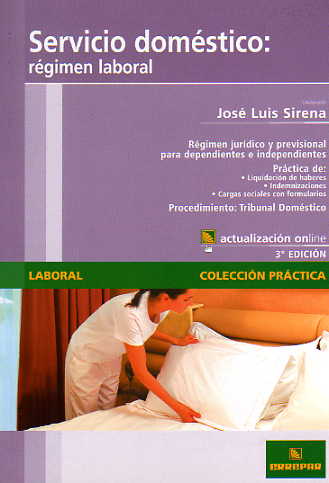 Servicio doméstico:
régimen laboral
José Luis Sirena
Régimen jurídico y previsional
para dependientes e independientes
Práctica de:
• Liquidación de haberes
• Indemnizaciones
• Cargas sociales con formularios
Procedimiento: Tribunal Doméstico
actualización online
3ª EDICIÓN
LABORAL
COLECCIÓN PRÁCTICA
ERREPAR